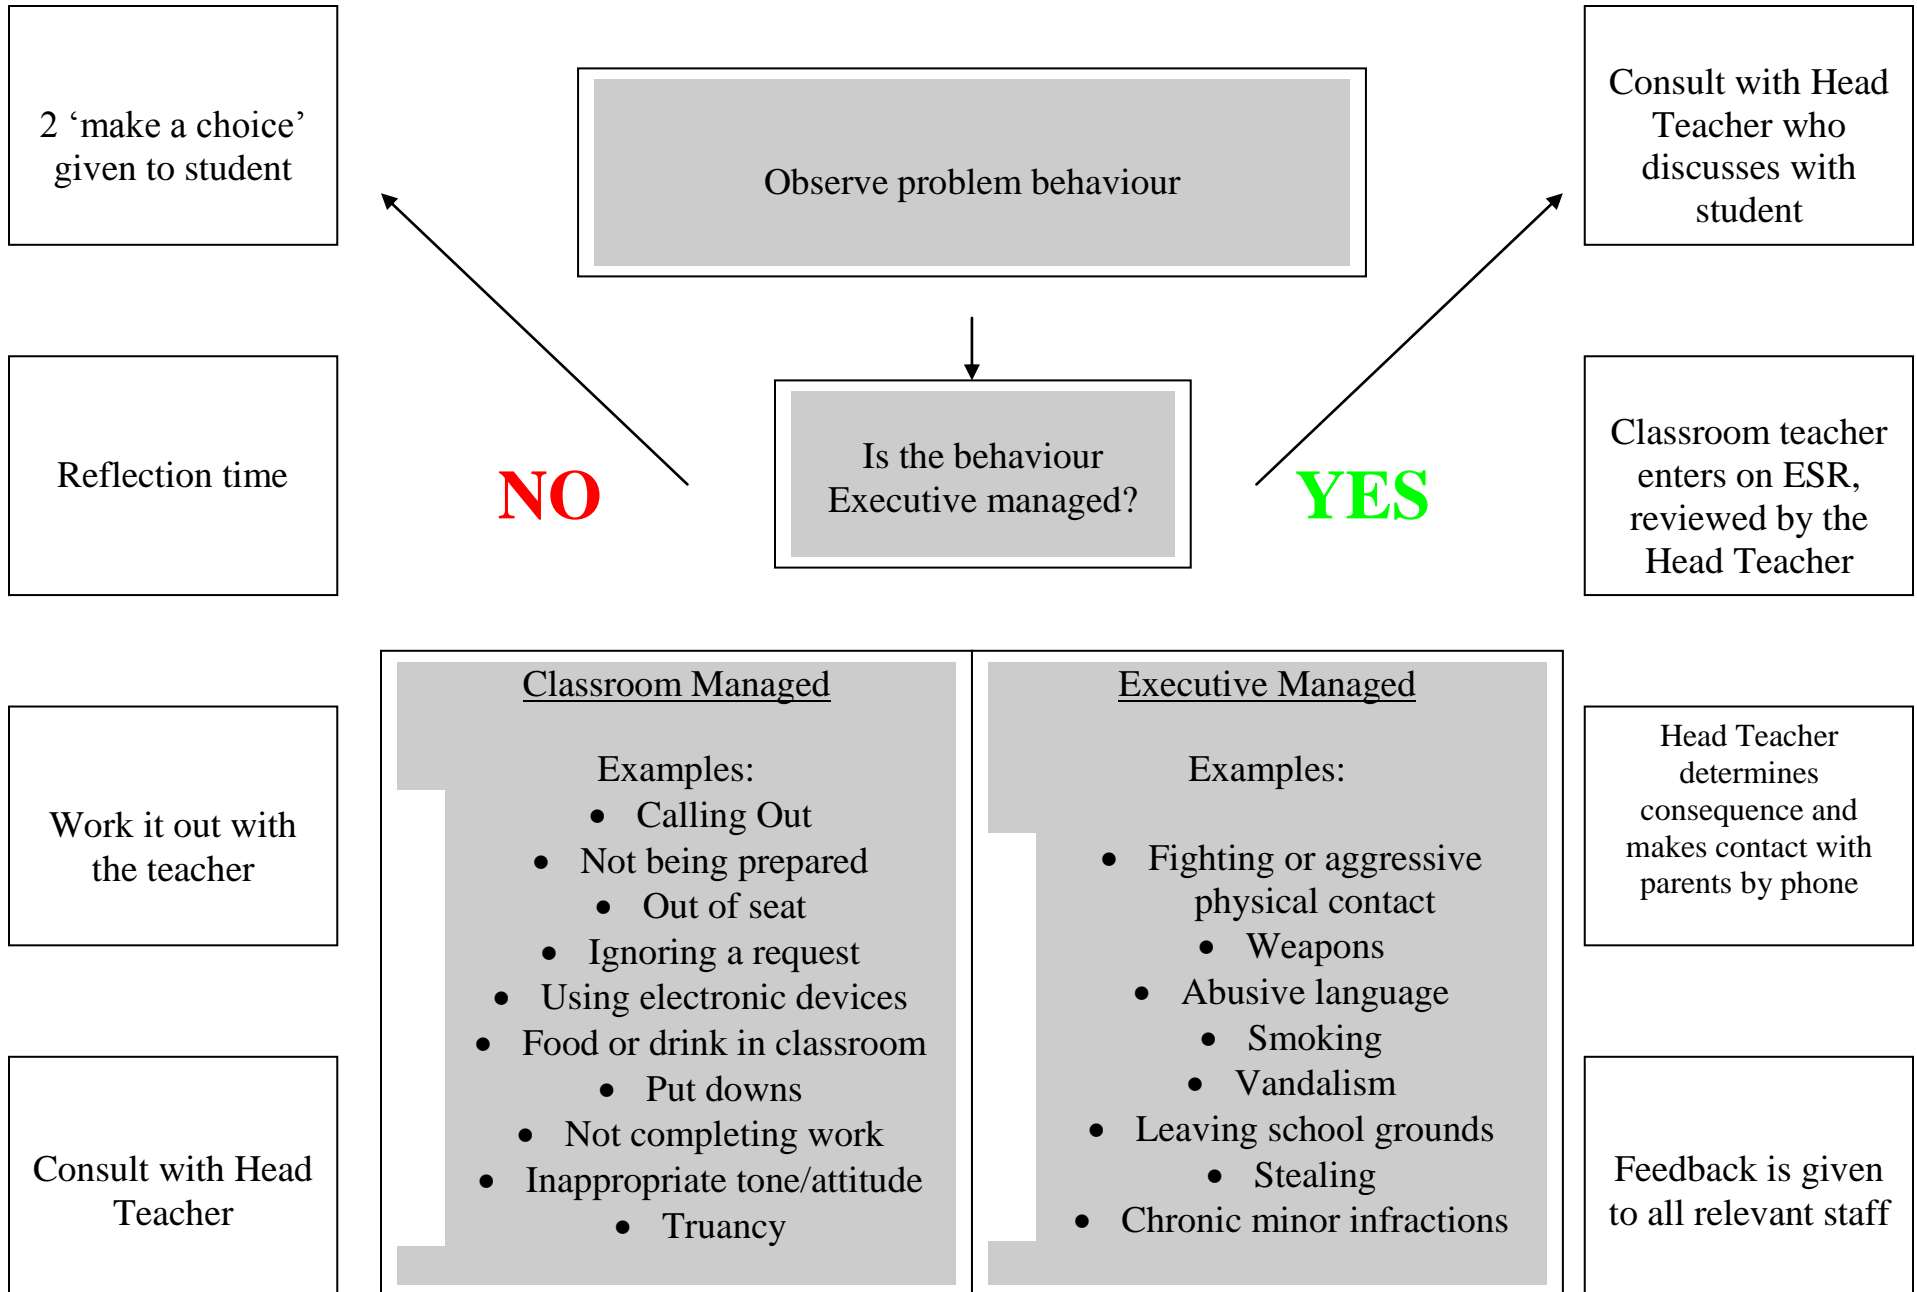 2 ‘make a choice’
given to student
Observe problem behaviour
Consult with Head
Teacher who
discusses with
student
Reflection time
NO
Is the behaviour
Executive managed?
YES
Classroom teacher
enters on ESR,
reviewed by the
Head Teacher
Work it out with
the teacher
Classroom Managed
Examples:
• Calling Out
• Not being prepared
• Out of seat
• Ignoring a request
• Using electronic devices
• Food or drink in classroom
• Put downs
• Not completing work
• Inappropriate tone/attitude
• Truancy
Executive Managed
Examples:
• Fighting or aggressive
physical contact
• Weapons
• Abusive language
• Smoking
• Vandalism
• Leaving school grounds
• Stealing
• Chronic minor infractions
Head Teacher
determines
consequence and
makes contact with
parents by phone
Consult with Head
Teacher
Feedback is given
to all relevant staff